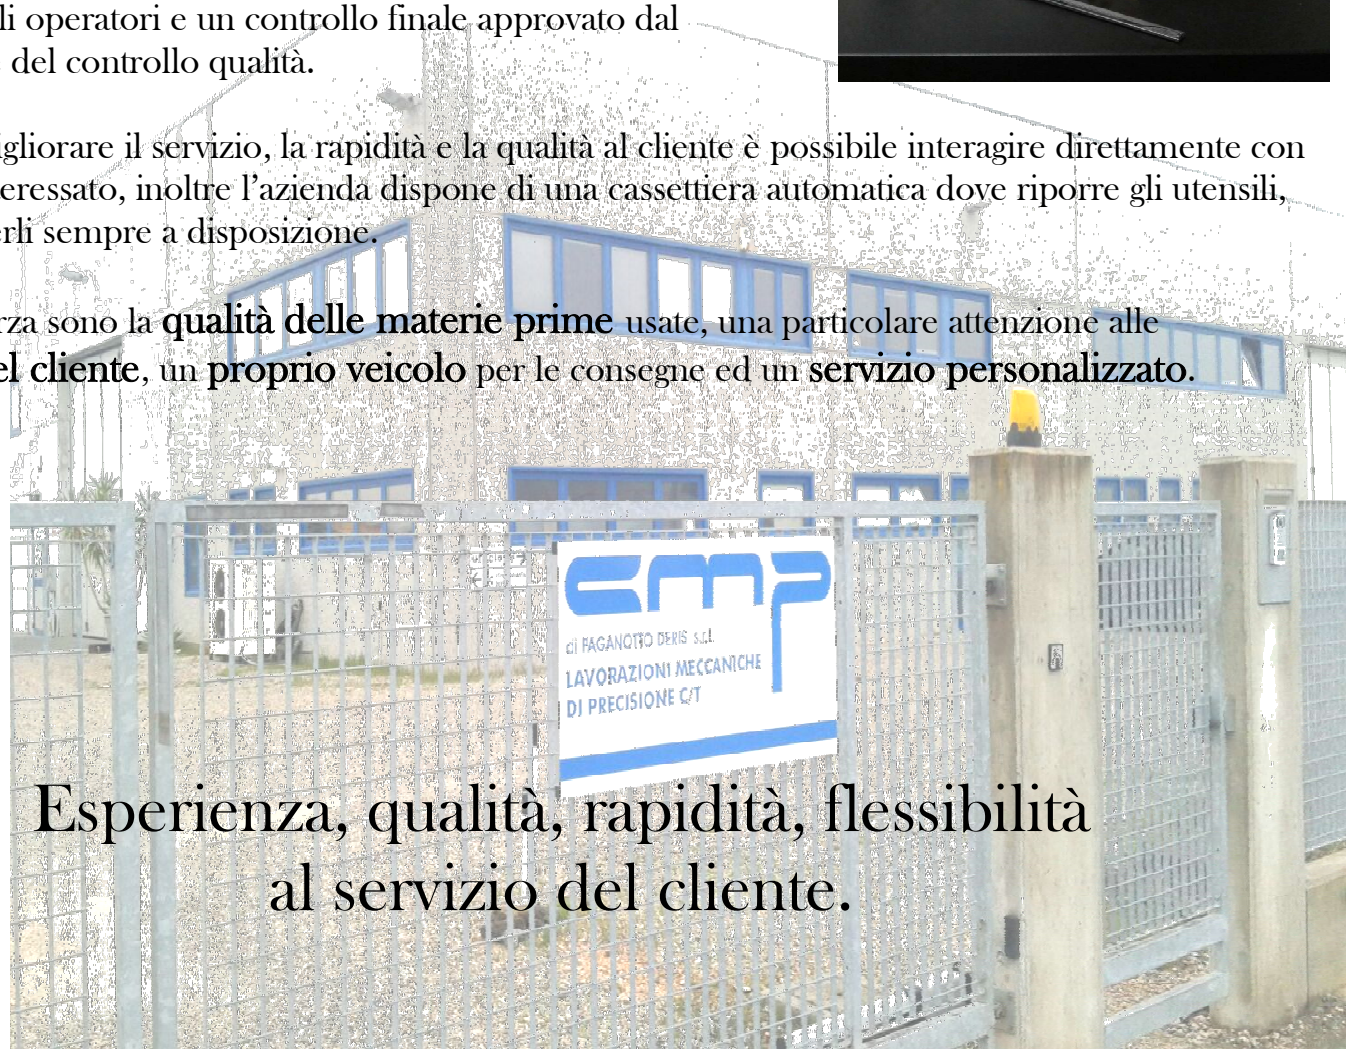 li operatori e un controllo finale approvato dal
del controllo qualità.
gliorare il servizio, la rapidità e la qualità al cliente è possibile interagire direttamente con
eressato, inoltre l’azienda dispone di una cassettiera automatica dove riporre gli utensili,
erli sempre a disposizione.
rza sono la qualità delle materie prime usate, una particolare attenzione alle
el cliente, un proprio veicolo per le consegne ed un servizio personalizzato.
cmp
di PAGANOTTO DERIS s.r.l.
LAVORAZIONI MECCANICHE
DI PRECISIONE C/T
Esperienza, qualità, rapidità, flessibilità
al servizio del cliente.